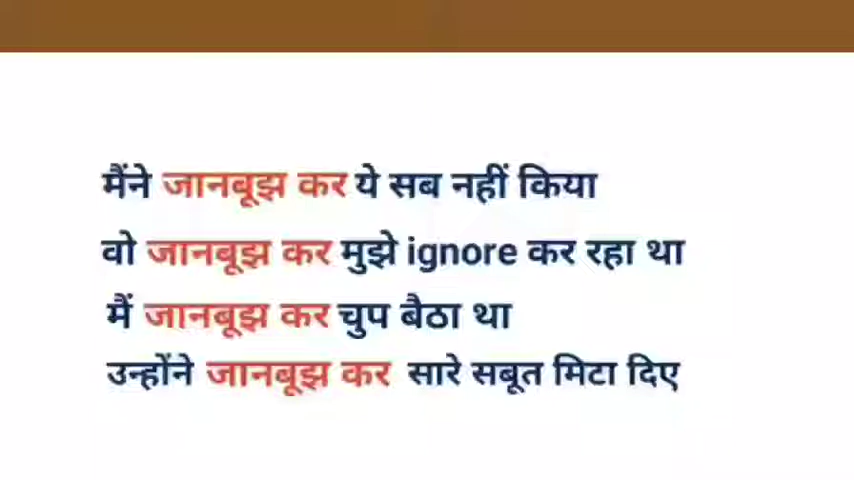 मैंने जानबूझ कर ये सब नहीं किया
वो जानबूझ कर मुझे ignore कर रहा था
मैं जानबूझ कर चुप बैठा था
उन्होंने जानबूझ कर सारे सबूत मिटा दिए